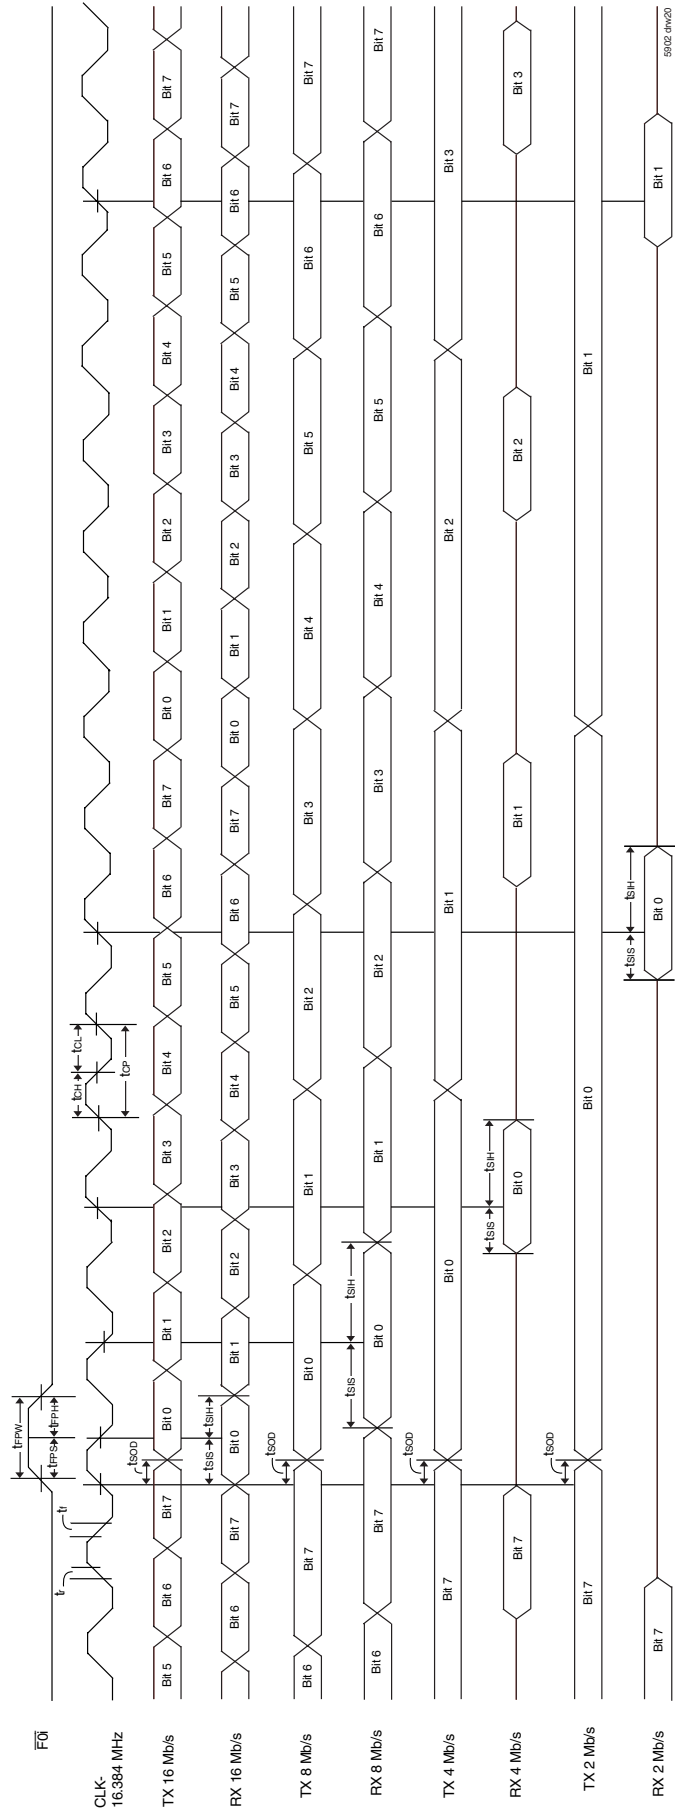 F0i
tFPW
tFPS tFPH
CLK-
16.384 MHz
tr tf tCH tCL
tCP
tSOD
TX 16 Mb/s Bit 5 Bit 6 Bit 7 Bit 0 Bit 1 Bit 2 Bit 3 Bit 4 Bit 5 Bit 6 Bit 7 Bit 0 Bit 1 Bit 2 Bit 3 Bit 4 Bit 5 Bit 6 Bit 7
tSIS tSIH
RX 16 Mb/s Bit 6 Bit 7 Bit 0 Bit 1 Bit 2 Bit 3 Bit 4 Bit 5 Bit 6 Bit 7 Bit 0 Bit 1 Bit 2 Bit 3 Bit 4 Bit 5 Bit 6 Bit 7
tSOD
TX 8 Mb/s Bit 6 Bit 7 Bit 0 Bit 1 Bit 2 Bit 3 Bit 4 Bit 5 Bit 6 Bit 7
tSIS tSIH
RX 8 Mb/s Bit 6 Bit 7 Bit 0 Bit 1 Bit 2 Bit 3 Bit 4 Bit 5 Bit 6 Bit 7
tSOD
TX 4 Mb/s Bit 7 Bit 0 Bit 1 Bit 2 Bit 3
tSIS tSIH
RX 4 Mb/s Bit 7 Bit 0 Bit 1 Bit 2 Bit 3
tSOD
TX 2 Mb/s Bit 7 Bit 0 Bit 1
tSIS tSIH
RX 2 Mb/s Bit 7 Bit 0 Bit 1
5902 drw20